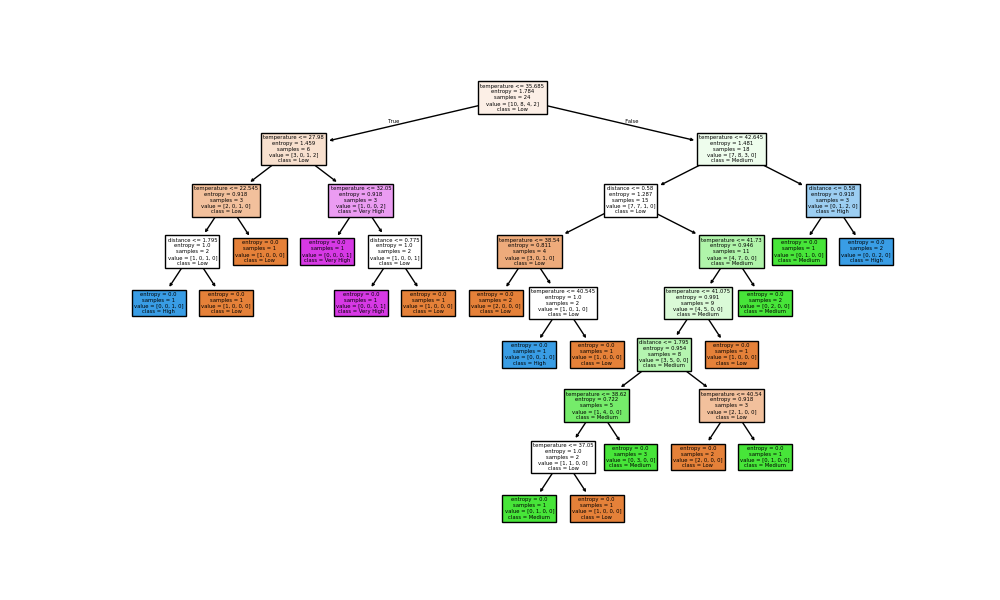 temperature <= 35.685
entropy = 1.784
samples = 24
value = [10, 8, 4, 2]
class = Low
True
False
temperature <= 27.98
entropy = 1.459
samples = 6
value = [3, 0, 1, 2]
class = Low
temperature <= 42.645
entropy = 1.481
samples = 18
value = [7, 8, 3, 0]
class = Medium
temperature <= 22.545
entropy = 0.918
samples = 3
value = [2, 0, 1, 0]
class = Low
temperature <= 32.05
entropy = 0.918
samples = 3
value = [1, 0, 0, 2]
class = Very High
distance <= 0.58
entropy = 1.287
samples = 15
value = [7, 7, 1, 0]
class = Low
distance <= 0.58
entropy = 0.918
samples = 3
value = [0, 1, 2, 0]
class = High
distance <= 1.795
entropy = 1.0
samples = 2
value = [1, 0, 1, 0]
class = Low
entropy = 0.0
samples = 1
value = [1, 0, 0, 0]
class = Low
entropy = 0.0
samples = 1
value = [0, 0, 0, 1]
class = Very High
distance <= 0.775
entropy = 1.0
samples = 2
value = [1, 0, 0, 1]
class = Low
temperature <= 38.54
entropy = 0.811
samples = 4
value = [3, 0, 1, 0]
class = Low
temperature <= 41.73
entropy = 0.946
samples = 11
value = [4, 7, 0, 0]
class = Medium
entropy = 0.0
samples = 1
value = [0, 1, 0, 0]
class = Medium
entropy = 0.0
samples = 2
value = [0, 0, 2, 0]
class = High
entropy = 0.0
samples = 1
value = [0, 0, 1, 0]
class = High
entropy = 0.0
samples = 1
value = [1, 0, 0, 0]
class = Low
entropy = 0.0
samples = 1
value = [0, 0, 0, 1]
class = Very High
entropy = 0.0
samples = 1
value = [1, 0, 0, 0]
class = Low
entropy = 0.0
samples = 2
value = [2, 0, 0, 0]
class = Low
temperature <= 40.545
entropy = 1.0
samples = 2
value = [1, 0, 1, 0]
class = Low
temperature <= 41.075
entropy = 0.991
samples = 9
value = [4, 5, 0, 0]
class = Medium
entropy = 0.0
samples = 2
value = [0, 2, 0, 0]
class = Medium
entropy = 0.0
samples = 1
value = [0, 0, 1, 0]
class = High
entropy = 0.0
samples = 1
value = [1, 0, 0, 0]
class = Low
distance <= 1.795
entropy = 0.954
samples = 8
value = [3, 5, 0, 0]
class = Medium
entropy = 0.0
samples = 1
value = [1, 0, 0, 0]
class = Low
temperature <= 38.62
entropy = 0.722
samples = 5
value = [1, 4, 0, 0]
class = Medium
temperature <= 40.54
entropy = 0.918
samples = 3
value = [2, 1, 0, 0]
class = Low
temperature <= 37.05
entropy = 1.0
samples = 2
value = [1, 1, 0, 0]
class = Low
entropy = 0.0
samples = 3
value = [0, 3, 0, 0]
class = Medium
entropy = 0.0
samples = 2
value = [2, 0, 0, 0]
class = Low
entropy = 0.0
samples = 1
value = [0, 1, 0, 0]
class = Medium
entropy = 0.0
samples = 1
value = [0, 1, 0, 0]
class = Medium
entropy = 0.0
samples = 1
value = [1, 0, 0, 0]
class = Low